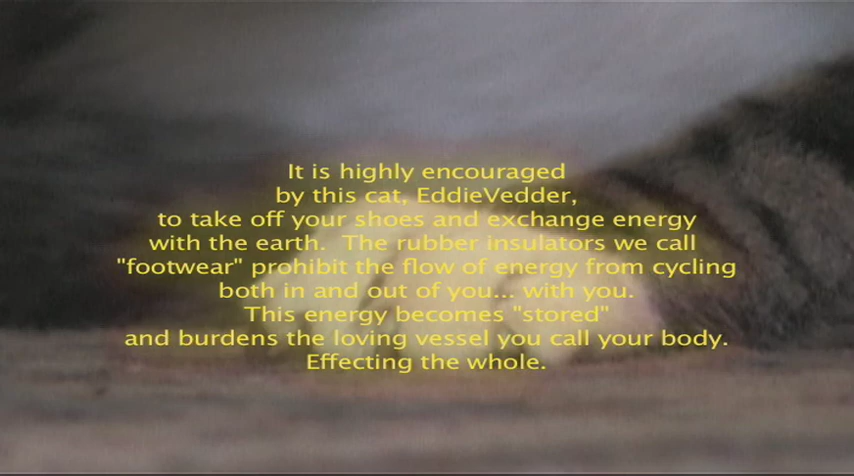 It is highly encouraged
by this cat, EddieVedder,
to take off your shoes and exchange energy
with the earth.  The rubber insulators we call
"footwear" prohibit the flow of energy from cycling
both in and out of you... with you.
This energy becomes "stored"
and burdens the loving vessel you call your body.
Effecting the whole.